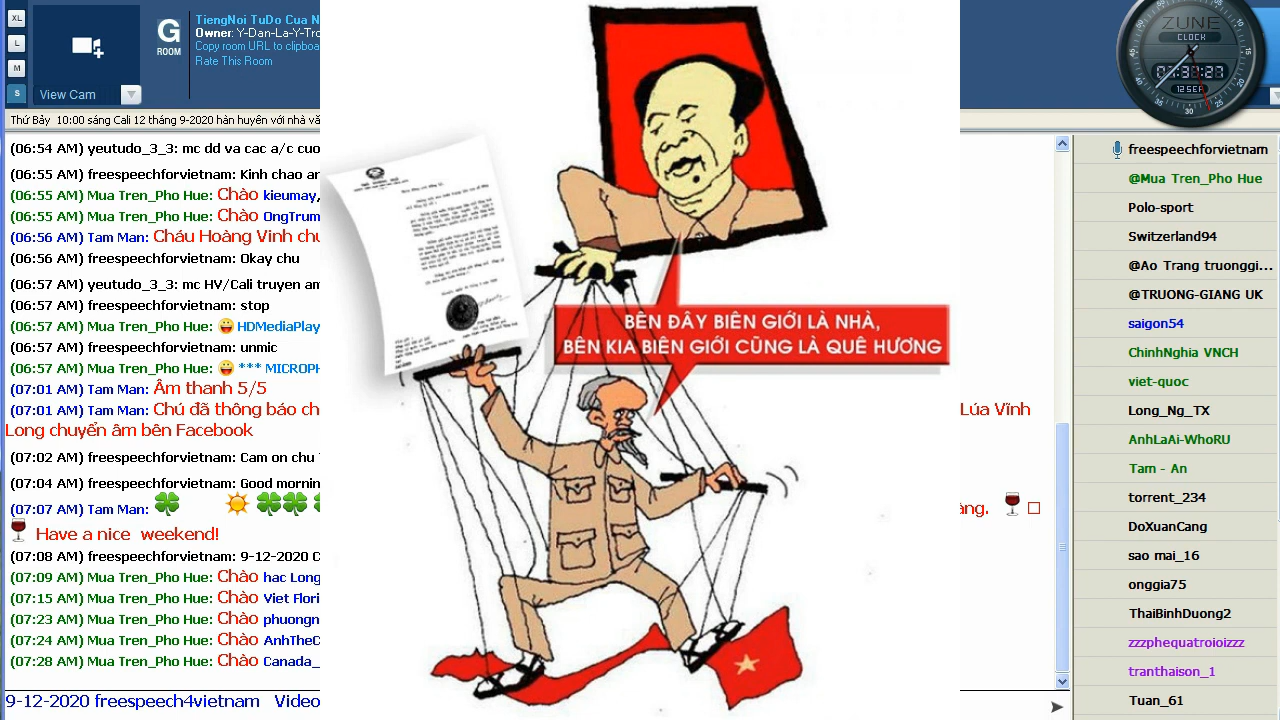 XL
L
M
S
View Cam
G
ROOM
TiengNoi TuDo Cua N
Owner: Y-Dan-La-Y-Tro
Copy room URL to clipboa
Rate This Room
Thứ Bảy 10:00 sáng Cali 12 tháng 9-2020 hàn huyên với nhà vă
yeutudo_3_3: mc dd va cac a/c cuo
(06:55 AM) freespeechforvietnam: Kinh chao an
(06:55 AM) Mua Tren_Pho Hue: Chào kieumay,
(06:55 AM) Mua Tren_Pho Hue: Chào OngTrum
(06:56 AM) Tam Man: Cháu Hoàng Vinh chu
(06:56 AM) freespeechforvietnam: Okay chu
(06:57 AM) yeutudo_3_3: mc HV/Cali truyen am
(06:57 AM) freespeechforvietnam: stop
(06:57 AM) Mua Tren_Pho Hue: HDMediaPlay
(06:57 AM) freespeechforvietnam: unmic
(06:57 AM) Mua Tren_Pho Hue: *** MICROPH
(07:01 AM) Tam Man: Âm thanh 5/5
(07:01 AM) Tam Man: Chú đã thông báo ch
Lúa Vĩnh
Long chuyển âm bên Facebook
(07:02 AM) freespeechforvietnam: Cam on chu
(07:04 AM) freespeechforvietnam: Good mornin
(07:07 AM) Tam Man:
àng.
Have a nice weekend!
(07:08 AM) freespeechforvietnam: 9-12-2020 C
(07:09 AM) Mua Tren_Pho Hue: Chào hac Long
(07:15 AM) Mua Tren_Pho Hue: Chào Viet Flori
(07:23 AM) Mua Tren_Pho Hue: Chào phuongn
(07:24 AM) Mua Tren_Pho Hue: Chào AnhTheC
(07:28 AM) Mua Tren_Pho Hue: Chào Canada_
9-12-2020 freespeech4vietnam Video
BÊN ĐÂY BIÊN GIỚI LÀ NHÀ,
BÊN KIA BIÊN GIỚI CŨNG LÀ QUÊ HƯƠNG
ZUNE
CLOCK
12 SEP
freespeechforvietnam
@Mua Tren_Pho Hue
Polo-sport
Switzerland94
@Ao Trang truonggi...
@TRUONG-GIANG UK
saigon54
ChinhNghia VNCH
viet-quoc
Long_Ng_TX
AnhLaAi-WhoRU
Tam - An
torrent_234
DoXuanCang
sao mai_16
onggia75
ThaiBinhDuong2
zzzphequatroioizzz
tranthaison_1
Tuan_61